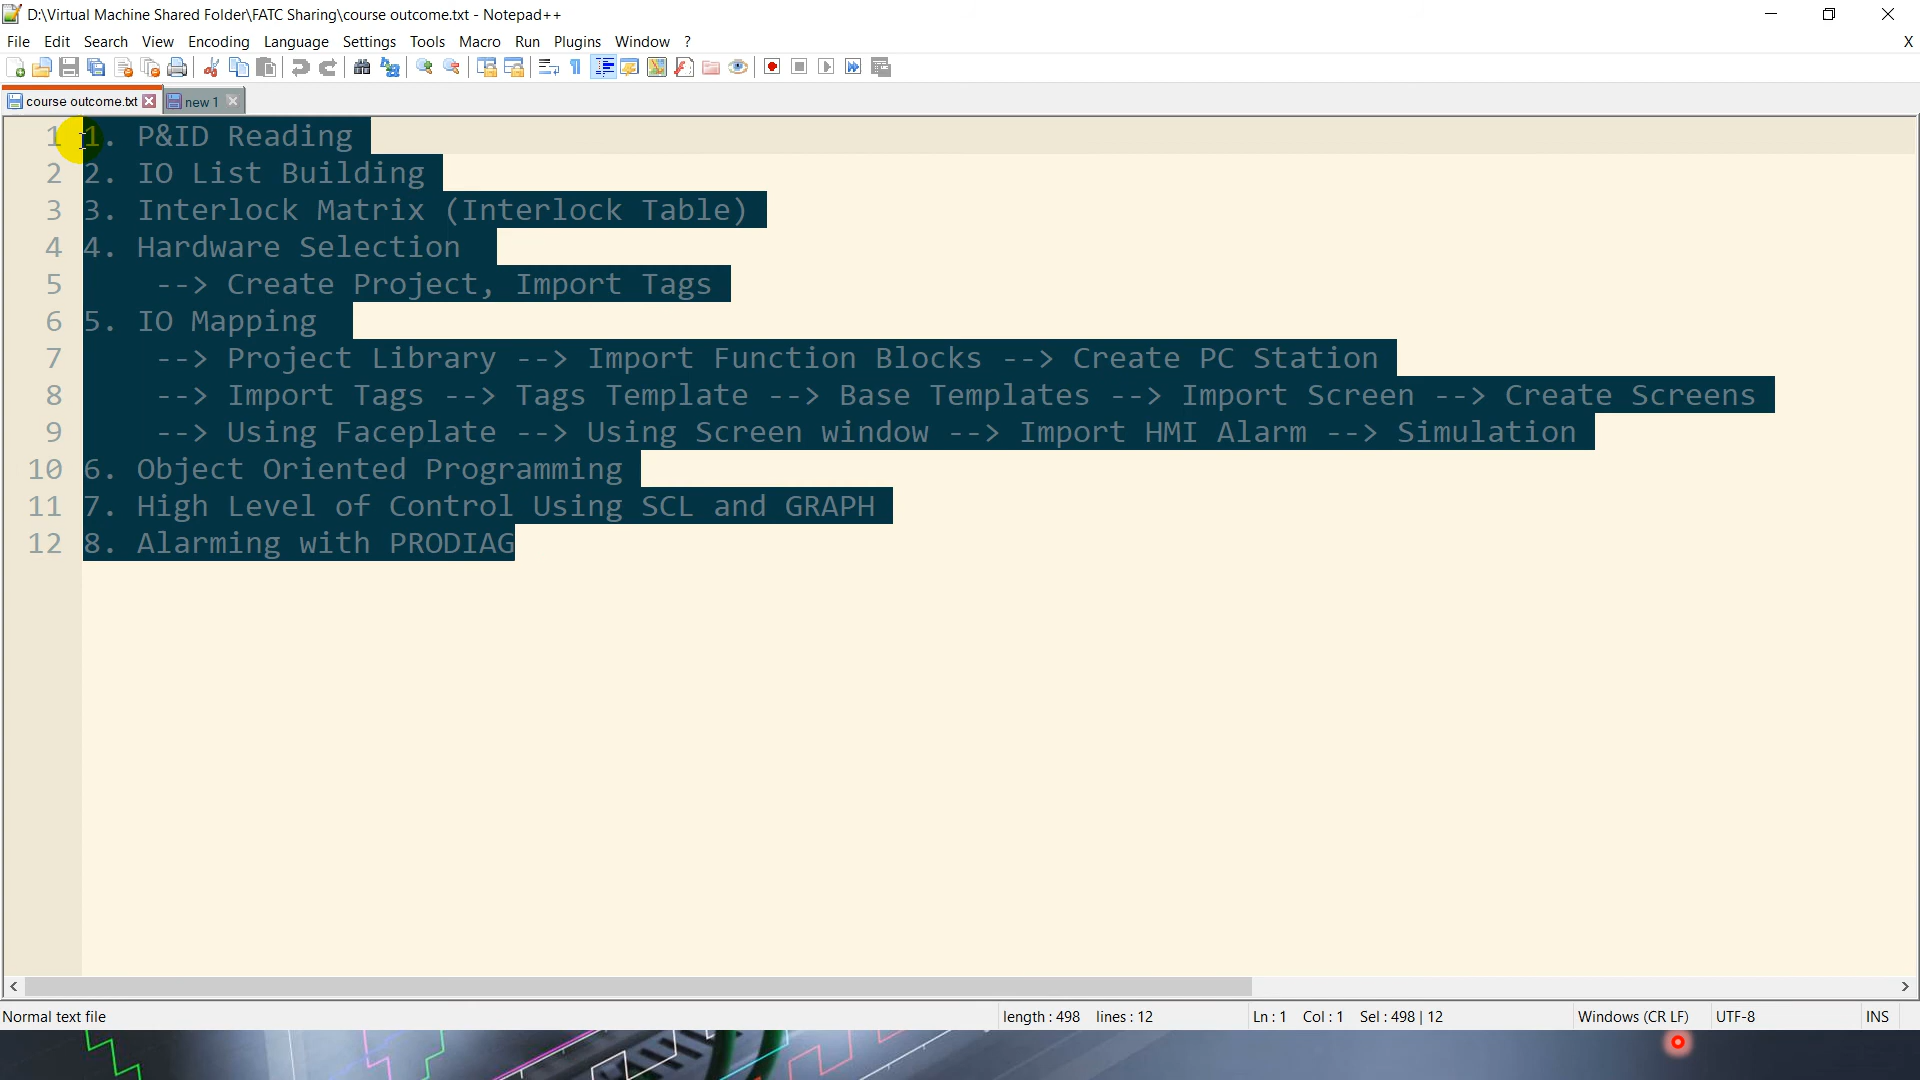 D:\Virtual Machine Shared Folder\FATC Sharing\course outcome.txt - Notepad++
File Edit Search View Encoding Language Settings Tools Macro Run Plugins Window ? X
course outcome.txt new 1
1 1. P&ID Reading
2 2. IO List Building
3 3. Interlock Matrix (Interlock Table)
4 4. Hardware Selection
5 --> Create Project, Import Tags
6 5. IO Mapping
7 --> Project Library --> Import Function Blocks --> Create PC Station
8 --> Import Tags --> Tags Template --> Base Templates --> Import Screen --> Create Screens
9 --> Using Faceplate --> Using Screen window --> Import HMI Alarm --> Simulation
10 6. Object Oriented Programming
11 7. High Level of Control Using SCL and GRAPH
12 8. Alarming with PRODIAG
Normal text file length : 498 lines : 12 Ln : 1 Col : 1 Sel : 498 | 12 Windows (CR LF) UTF-8 INS